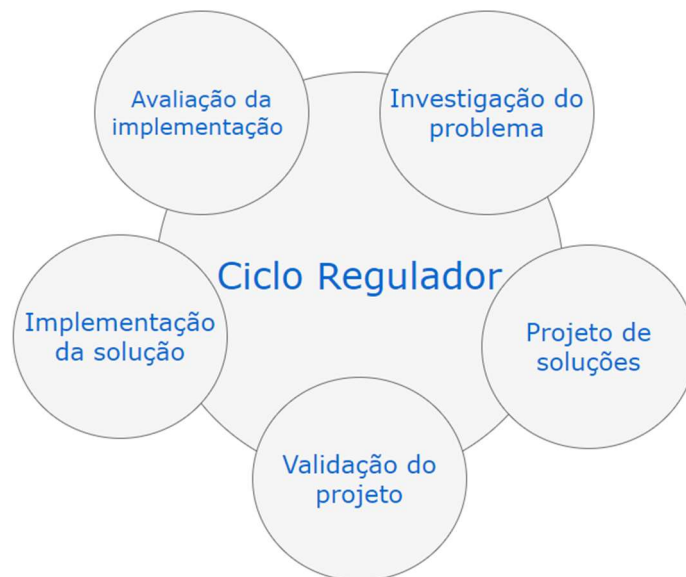 Avaliação da
implementação
Investigação do
problema
Ciclo Regulador
Implementação
da solução
Projeto de
soluções
Validação do
projeto